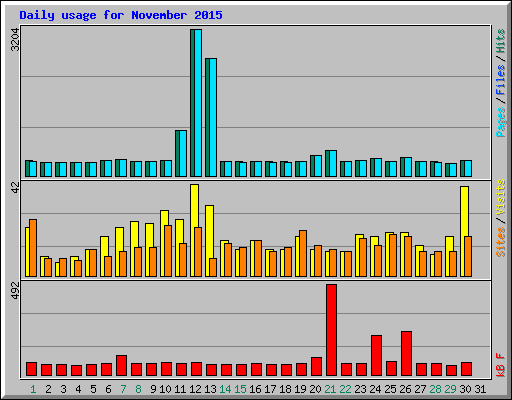 Daily usage for November 2015
3204
Pages / Files / Hits
42
Sites / Visits
492
kB F
1 2 3 4 5 6 7 8 9 10 11 12 13 14 15 16 17 18 19 20 21 22 23 24 25 26 27 28 29 30 31